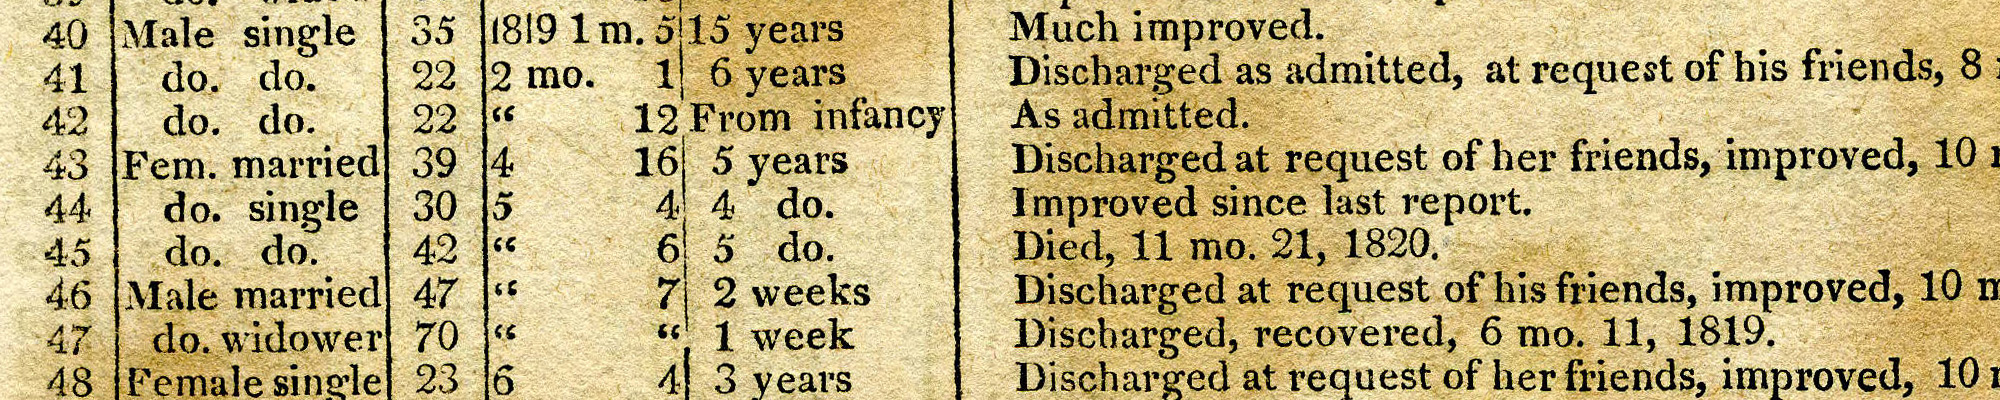 40 Male single 35 1819 1 m. 5 15 years Much improved.
41 do. do. 22 2 mo. 1 6 years Discharged as admitted, at request of his friends, 8
42 do. do. 22 “ 12 From infancy As admitted.
43 Fem. married 39 4 16 5 years Discharged at request of her friends, improved, 10
44 do. single 30 5 4 4 do. Improved since last report.
45 do. do. 42 “ 6 5 do. Died, 11 mo. 21, 1820.
46 Male married 47 “ 7 2 weeks Discharged at request of his friends, improved, 10 m
47 do. widower 70 “ “ 1 week Discharged, recovered, 6 mo. 11, 1819.
48 Female single 23 6 4 3 years Discharged at request of her friends, improved, 10